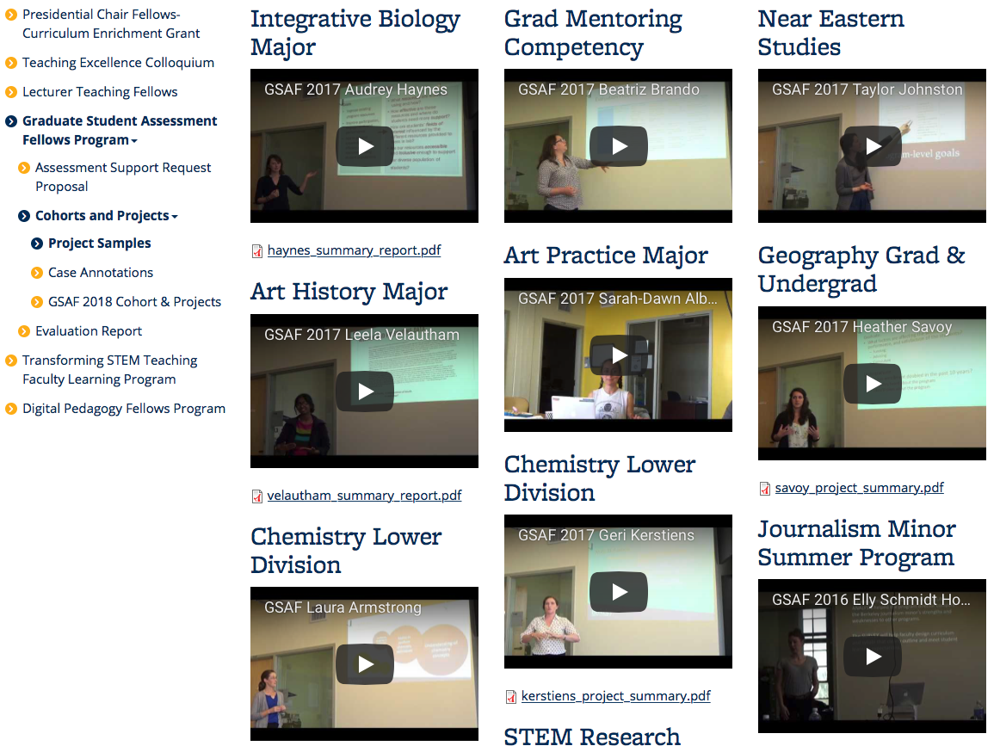 Presidential Chair Fellows-
Curriculum Enrichment Grant
Teaching Excellence Colloquium
Lecturer Teaching Fellows
Graduate Student Assessment
Fellows Program
Assessment Support Request
Proposal
Cohorts and Projects
Project Samples
Case Annotations
GSAF 2018 Cohort & Projects
Evaluation Report
Transforming STEM Teaching
Faculty Learning Program
Digital Pedagogy Fellows Program
Integrative Biology
Major
GSAF 2017 Audrey Haynes
haynes_summary_report.pdf
Art History Major
GSAF 2017 Leela Velautham
velautham_summary_report.pdf
Chemistry Lower
Division
GSAF Laura Armstrong
Grad Mentoring
Competency
GSAF 2017 Beatriz Brando
Art Practice Major
GSAF 2017 Sarah-Dawn Alb...
Chemistry Lower
Division
GSAF 2017 Geri Kerstiens
kerstiens_project_summary.pdf
STEM Research
Near Eastern
Studies
GSAF 2017 Taylor Johnston
-level goals
Geography Grad &
Undergrad
GSAF 2017 Heather Savoy
savoy_project_summary.pdf
Journalism Minor
Summer Program
GSAF 2016 Elly Schmidt Ho...